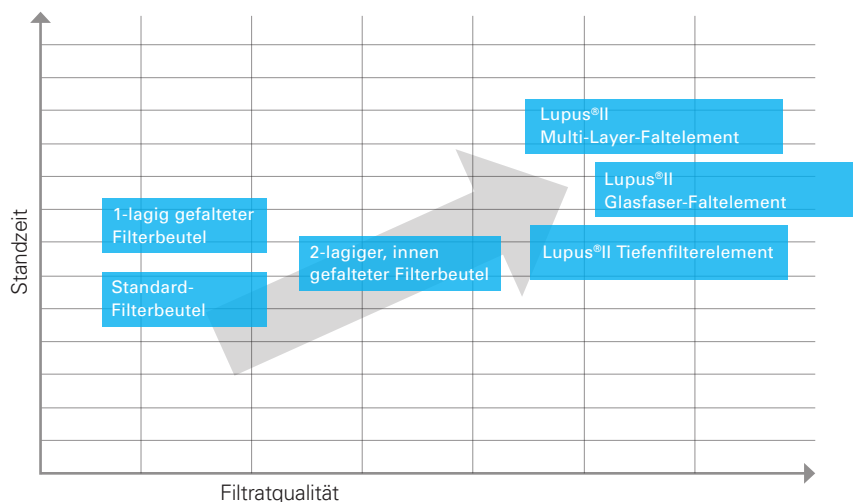 Standzeit
Lupus®II
Multi-Layer-Faltelement
Lupus®II
Glasfaser-Faltelement
1-lagig gefalteter
Filterbeutel
2-lagiger, innen
gefalteter Filterbeutel
Lupus®II Tiefenfilterelement
Standard-
Filterbeutel
Filtratqualität